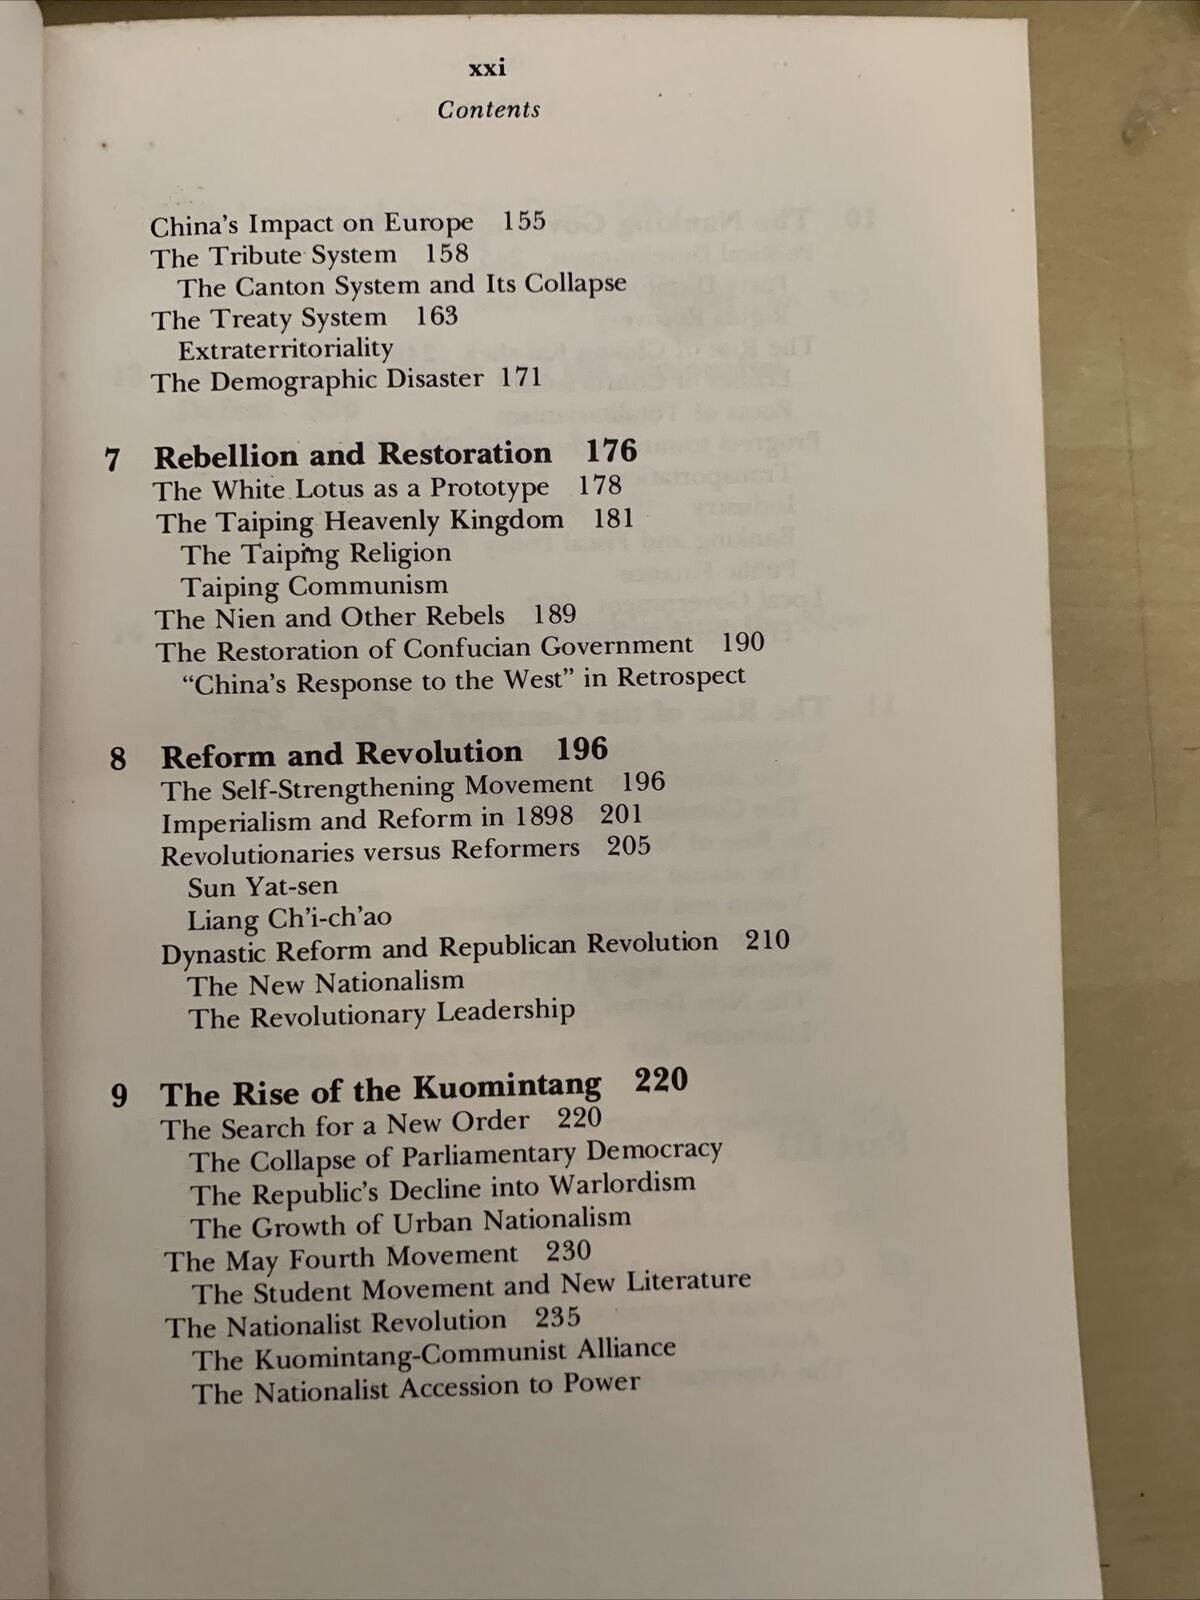 xxi
Contents
China's Impact on Europe 155
The Tribute System 158
The Canton System and Its Collapse
The Treaty System 163
Extraterritoriality
The Demographic Disaster 171
7 Rebellion and Restoration 176
The White Lotus as a Prototype 178
The Taiping Heavenly Kingdom 181
The Taiping Religion
Taiping Communism
The Nien and Other Rebels 189
The Restoration of Confucian Government 190
“China's Response to the West” in Retrospect
8 Reform and Revolution 196
The Self-Strengthening Movement 196
Imperialism and Reform in 1898 201
Revolutionaries versus Reformers 205
Sun Yat-sen
Liang Ch'i-ch'ao
Dynastic Reform and Republican Revolution 210
The New Nationalism
The Revolutionary Leadership
9 The Rise of the Kuomintang 220
The Search for a New Order 220
The Collapse of Parliamentary Democracy
The Republic's Decline into Warlordism
The Growth of Urban Nationalism
The May Fourth Movement 230
The Student Movement and New Literature
The Nationalist Revolution 235
The Kuomintang-Communist Alliance
The Nationalist Accession to Power